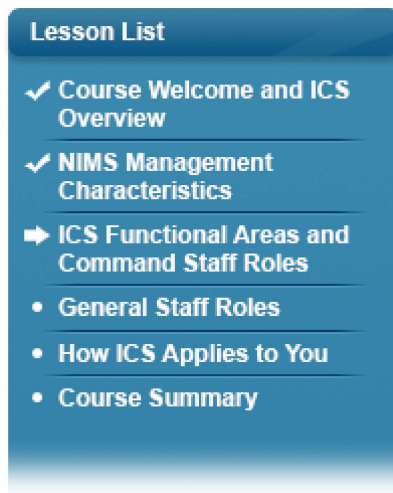 Lesson List
Course Welcome and ICS
Overview
NIMS Management
Characteristics
ICS Functional Areas and
Command Staff Roles
General Staff Roles
How ICS Applies to You
Course Summary